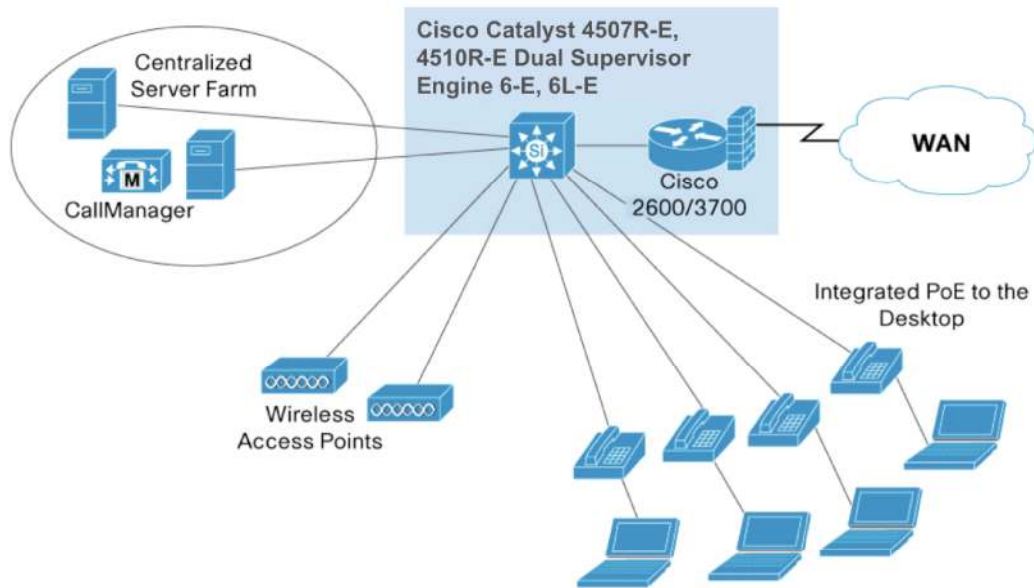 Cisco Catalyst 4507R-E,
4510R-E Dual Supervisor
Engine 6-E, 6L-E
Centralized
Server Farm
Si
WAN
M
CallManager
Cisco
2600/3700
Integrated PoE to the
Desktop
Wireless
Access Points